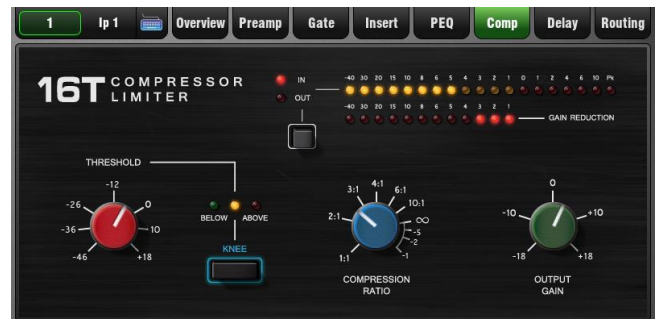 1 Ip 1 Overview Preamp Gate Insert PEQ Comp Delay Routing
16T COMPRESSOR
LIMITER
IN
OUT
-40 30 20 15 10 8 6 5 4 3 2 1 0 1 2 4 6 10 Pk
-40 30 20 15 10 8 6 5 4 3 2 1
GAIN REDUCTION
THRESHOLD
-12
-26 0
-36 10
-46 +18
BELOW ABOVE
KNEE
4:1
3:1 6:1
10:1
2:1 ∞
-5
-2
1:1 -1
COMPRESSION
RATIO
0
-10 +10
-18 +18
OUTPUT
GAIN